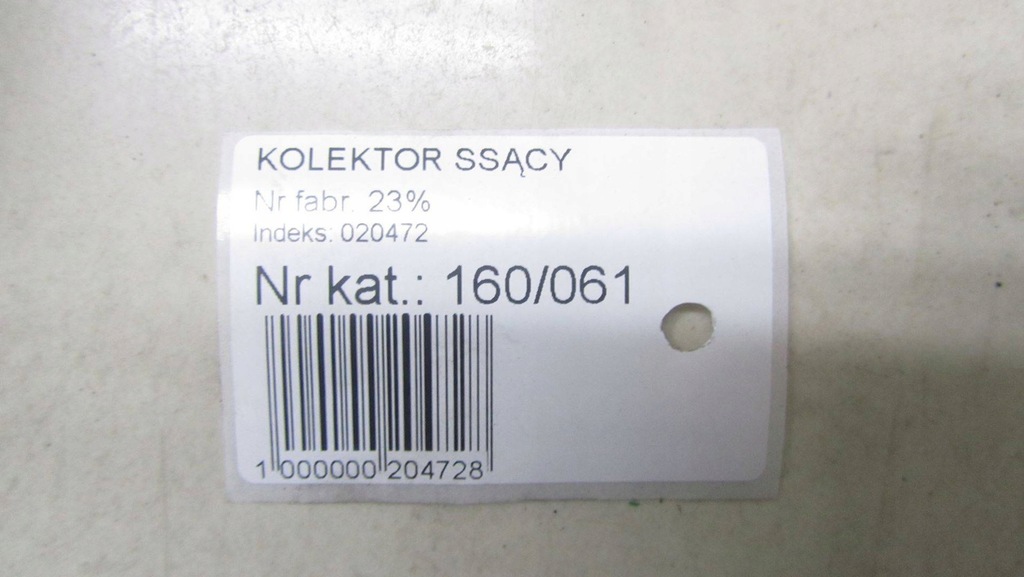 KOLEKTOR SSĄCY
Nr fabr. 23%
Indeks: 020472
Nr kat.: 160/061
1 000000 204728